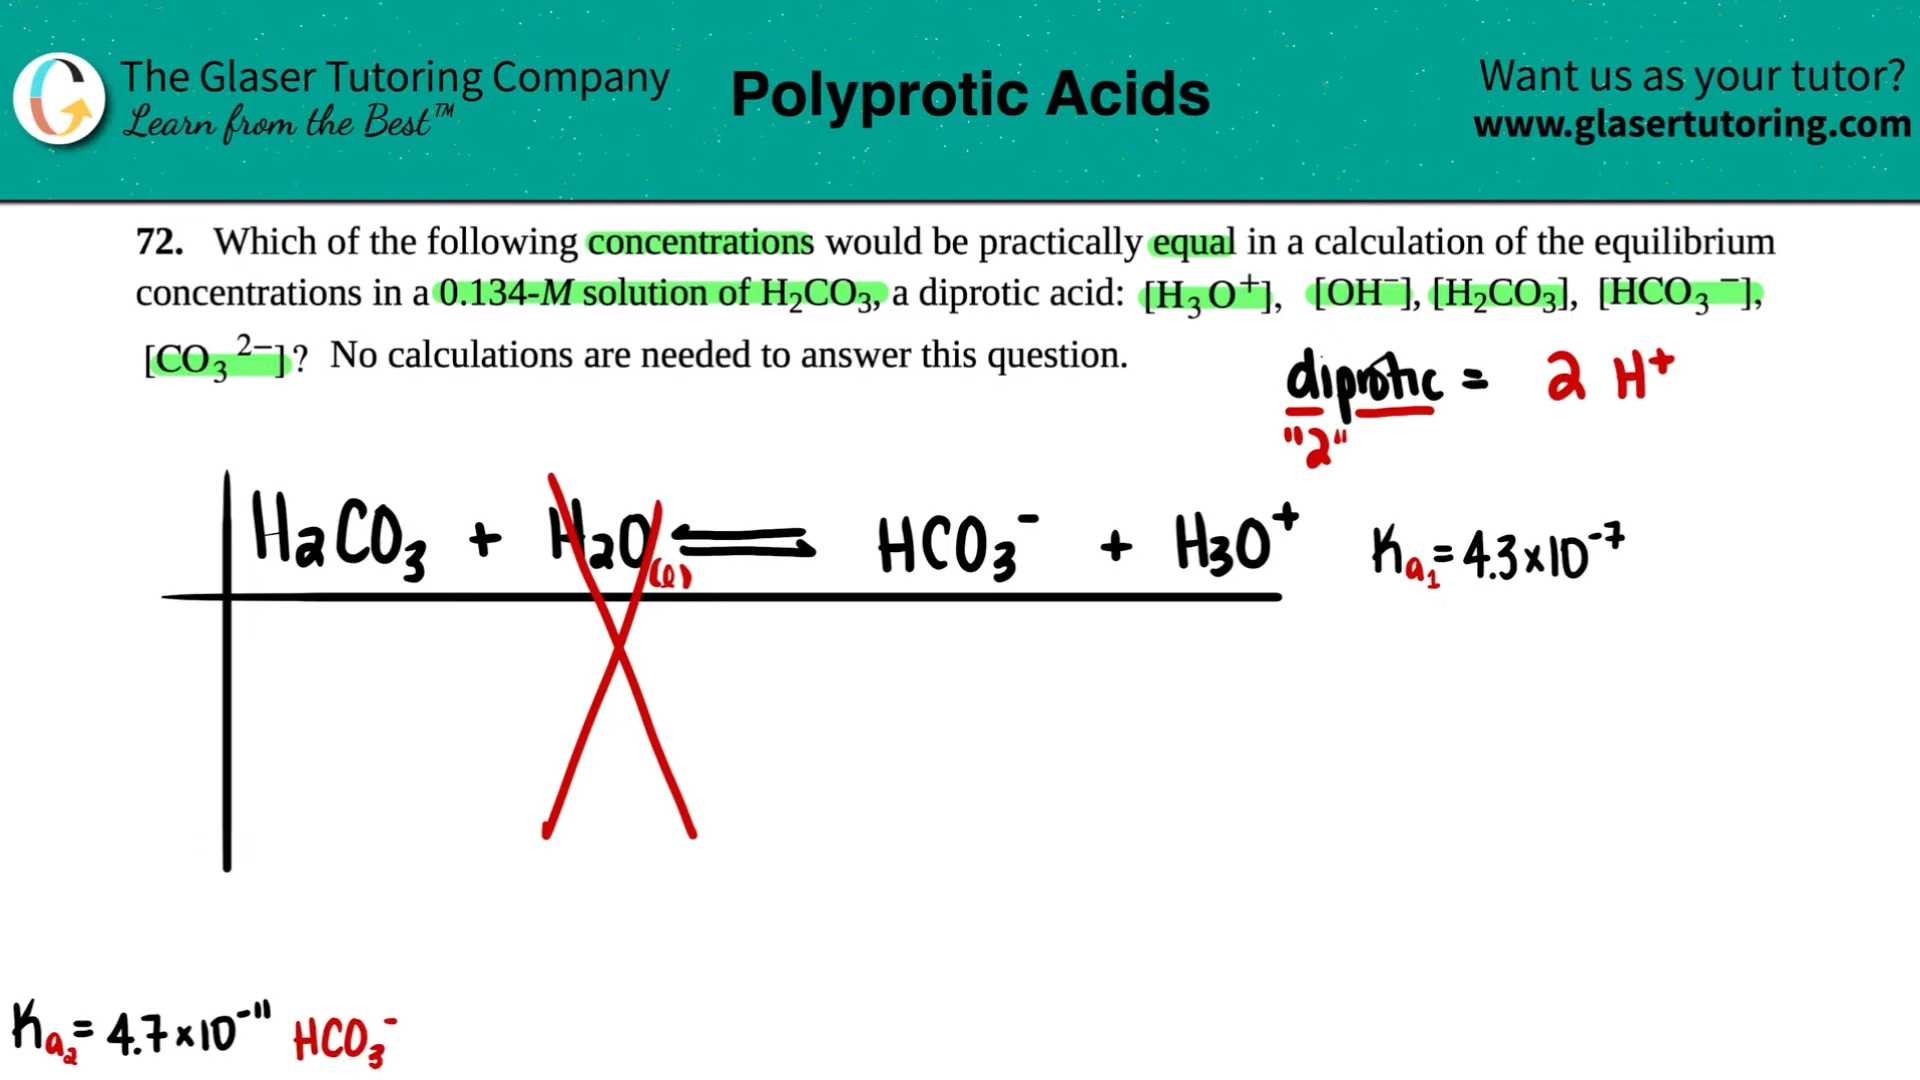 The Glaser Tutoring Company
Learn from the Best™
Polyprotic Acids
Want us as your tutor?
www.glasertutoring.com
72. Which of the following concentrations would be practically equal in a calculation of the equilibrium
concentrations in a 0.134-M solution of H₂CO₃, a diprotic acid: [H₃O⁺], [OH⁻], [H₂CO₃], [HCO₃⁻],
[CO₃²⁻]? No calculations are needed to answer this question.
diprotic = 2 H⁺
"2"
H₂CO₃ + H₂O(l) ⇌ HCO₃⁻ + H₃O⁺ Ka₁ = 4.3×10⁻⁷
Ka₂ = 4.7×10⁻¹¹ HCO₃⁻